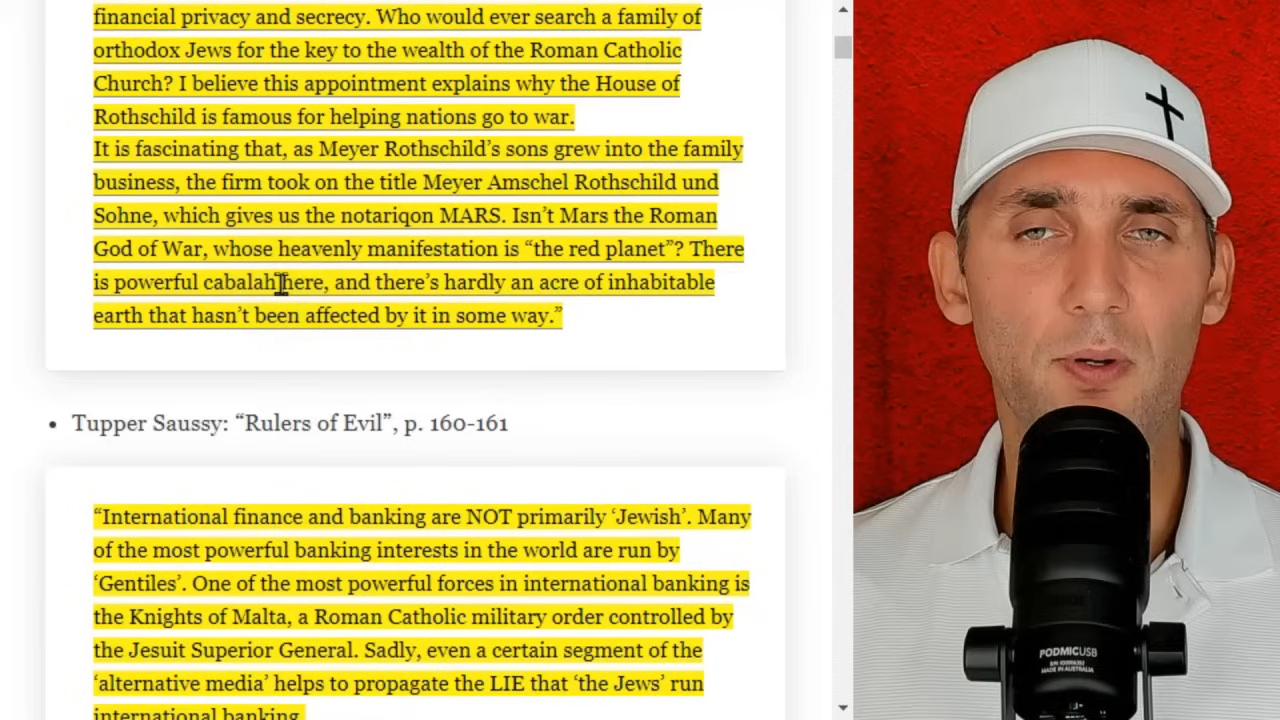 financial privacy and secrecy. Who would ever search a family of
orthodox Jews for the key to the wealth of the Roman Catholic
Church? I believe this appointment explains why the House of
Rothschild is famous for helping nations go to war.
It is fascinating that, as Meyer Rothschild’s sons grew into the family
business, the firm took on the title Meyer Amschel Rothschild und
Sohne, which gives us the notariqon MARS. Isn’t Mars the Roman
God of War, whose heavenly manifestation is “the red planet”? There
is powerful cabalah here, and there’s hardly an acre of inhabitable
earth that hasn’t been affected by it in some way.”
• Tupper Saussy: “Rulers of Evil”, p. 160-161
“International finance and banking are NOT primarily ‘Jewish’. Many
of the most powerful banking interests in the world are run by
‘Gentiles’. One of the most powerful forces in international banking is
the Knights of Malta, a Roman Catholic military order controlled by
the Jesuit Superior General. Sadly, even a certain segment of the
‘alternative media’ helps to propagate the LIE that ‘the Jews’ run
international banking.
PODMICUSB
MADE IN AUSTRALIA